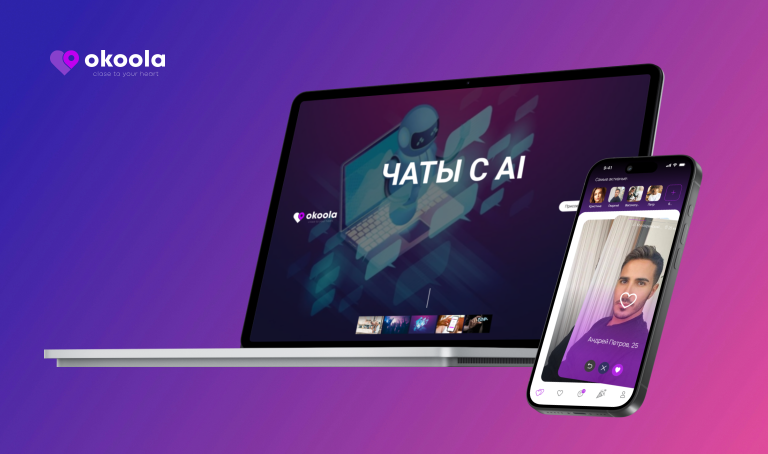 okoola
close to your heart
ЧАТЫ С AI
okoola
9:41
Самые активные
Андрей Петров, 25